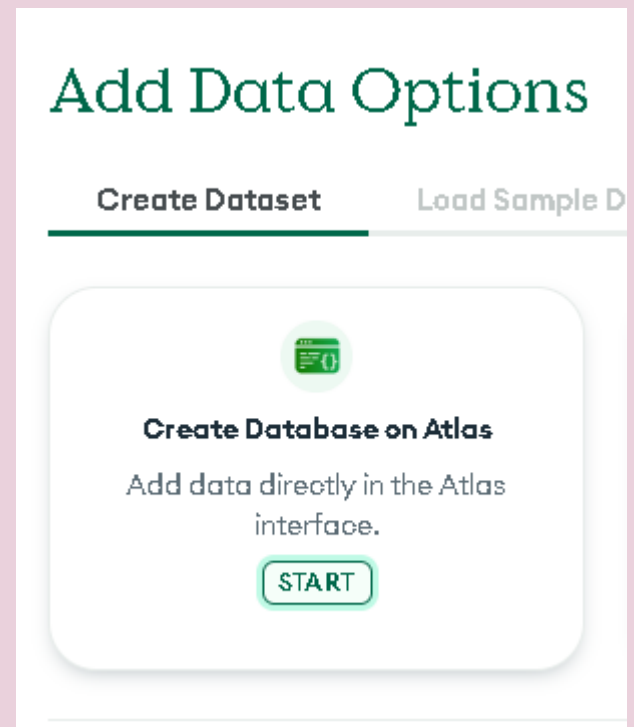 Add Data Options
Create Dataset
Load Sample D
Create Database on Atlas
Add data directly in the Atlas
interface.
START